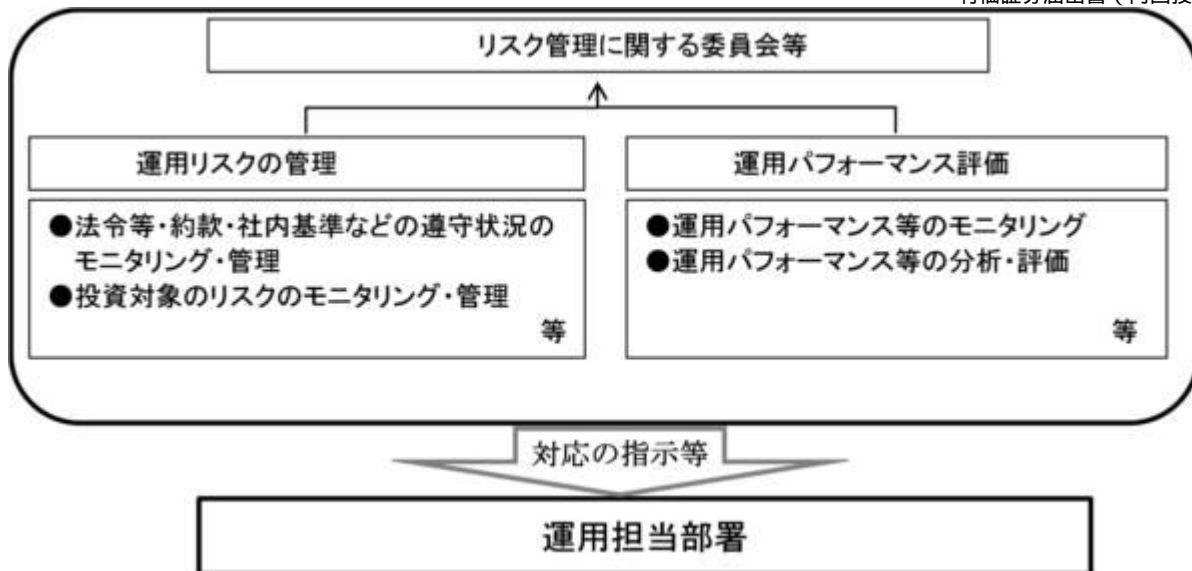 リスク管理に関する委員会等
運用リスクの管理
●法令等・約款・社内基準などの遵守状況の
モニタリング・管理
●投資対象のリスクのモニタリング・管理
等
運用パフォーマンス評価
●運用パフォーマンス等のモニタリング
●運用パフォーマンス等の分析・評価
等
対応の指示等
運用担当部署